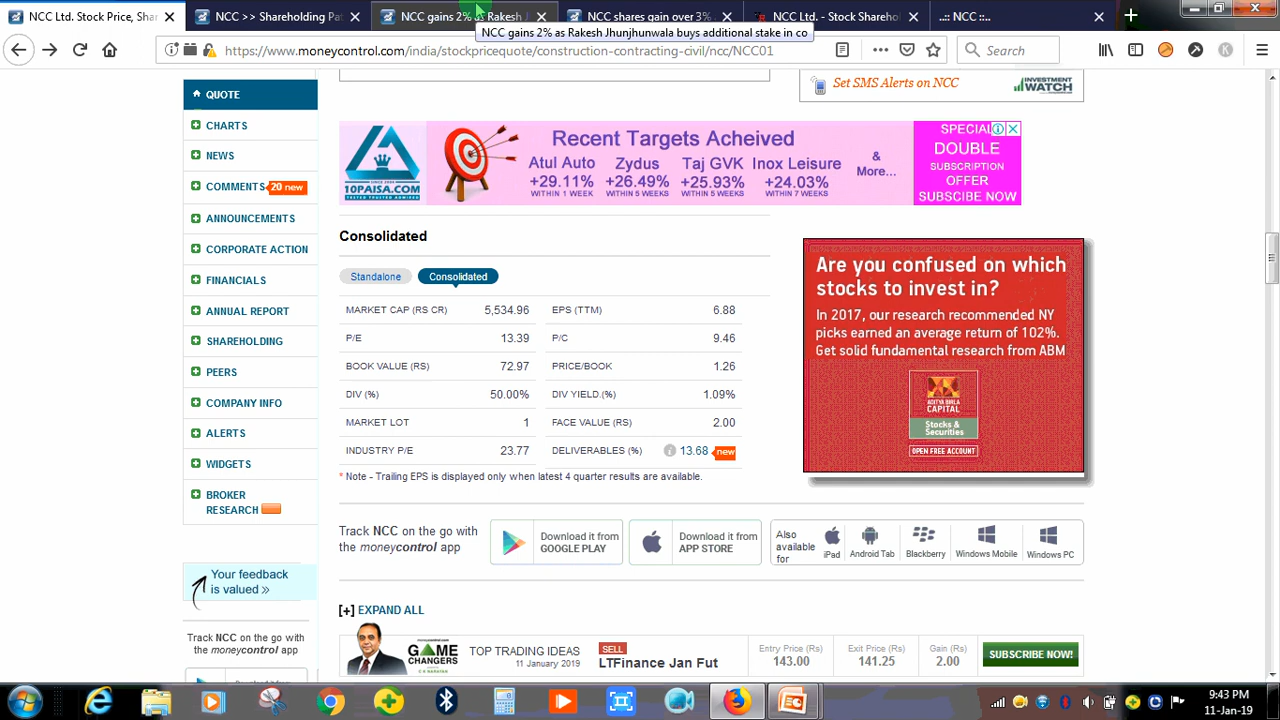 NCC Ltd. Stock Price, Sha
NCC >> Shareholding Pat
NCC gains 2% as Rakesh J
NCC shares gain over 3%
NCC Ltd. - Stock Sharehol
..:: NCC ::..
NCC gains 2% as Rakesh Jhunjhunwala buys additional stake in co
https://www.moneycontrol.com/india/stockpricequote/construction-contracting-civil/ncc/NCC01
Search
QUOTE
CHARTS
NEWS
COMMENTS 20 new
ANNOUNCEMENTS
CORPORATE ACTION
FINANCIALS
ANNUAL REPORT
SHAREHOLDING
PEERS
COMPANY INFO
ALERTS
WIDGETS
BROKER
RESEARCH
Your feedback
is valued »
Track NCC on the go with
the moneycontrol app
Set SMS Alerts on NCC
INVESTMENT
WATCH
10PAISA.COM
Recent Targets Acheived
Atul Auto Zydus Taj GVK Inox Leisure
+29.11% +26.49% +25.93% +24.03%
WITHIN 1 WEEK WITHIN 5 WEEKS WITHIN 5 WEEKS WITHIN 7 WEEKS
&
More...
SPECIAL
DOUBLE
SUBSCRIPTION
OFFER
SUBSCIBE NOW
Consolidated
Standalone Consolidated
MARKET CAP (RS CR) 5,534.96 EPS (TTM) 6.88
P/E 13.39 P/C 9.46
BOOK VALUE (RS) 72.97 PRICE/BOOK 1.26
DIV (%) 50.00% DIV YIELD.(%) 1.09%
MARKET LOT 1 FACE VALUE (RS) 2.00
INDUSTRY P/E 23.77 DELIVERABLES (%) 13.68 new
* Note - Trailing EPS is displayed only when latest 4 quarter results are available.
Are you confused on which
stocks to invest in?
In 2017, our research recommended NY
picks earned an average return of 102%.
Get solid fundamental research from ABM
ADITYA BIRLA
CAPITAL
Stocks &
Securities
OPEN FREE ACCOUNT
Track NCC on the go with
the moneycontrol app
Download it from
GOOGLE PLAY
Download it from
APP STORE
Also
available
for
iPad
Android Tab
Blackberry
Windows Mobile
Windows PC
[+] EXPAND ALL
GAME
CHANGERS
TOP TRADING IDEAS
11 JANUARY 2019
SELL
LTFinance Jan Fut
Entry Price (Rs)
143.00
Exit Price (Rs)
141.25
Gain (Rs)
2.00
SUBSCRIBE NOW!
9:43 PM
11-Jan-19